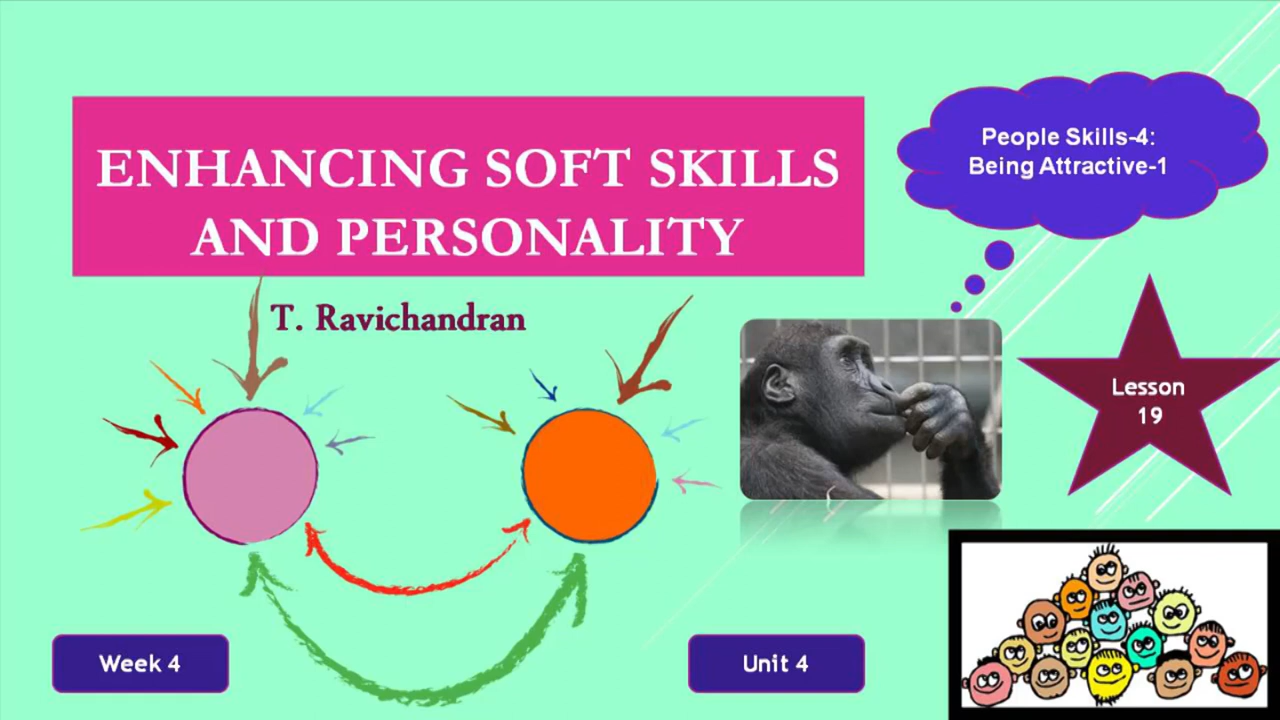 ENHANCING SOFT SKILLS
AND PERSONALITY
T. Ravichandran
People Skills-4:
Being Attractive-1
Lesson
19
Week 4
Unit 4